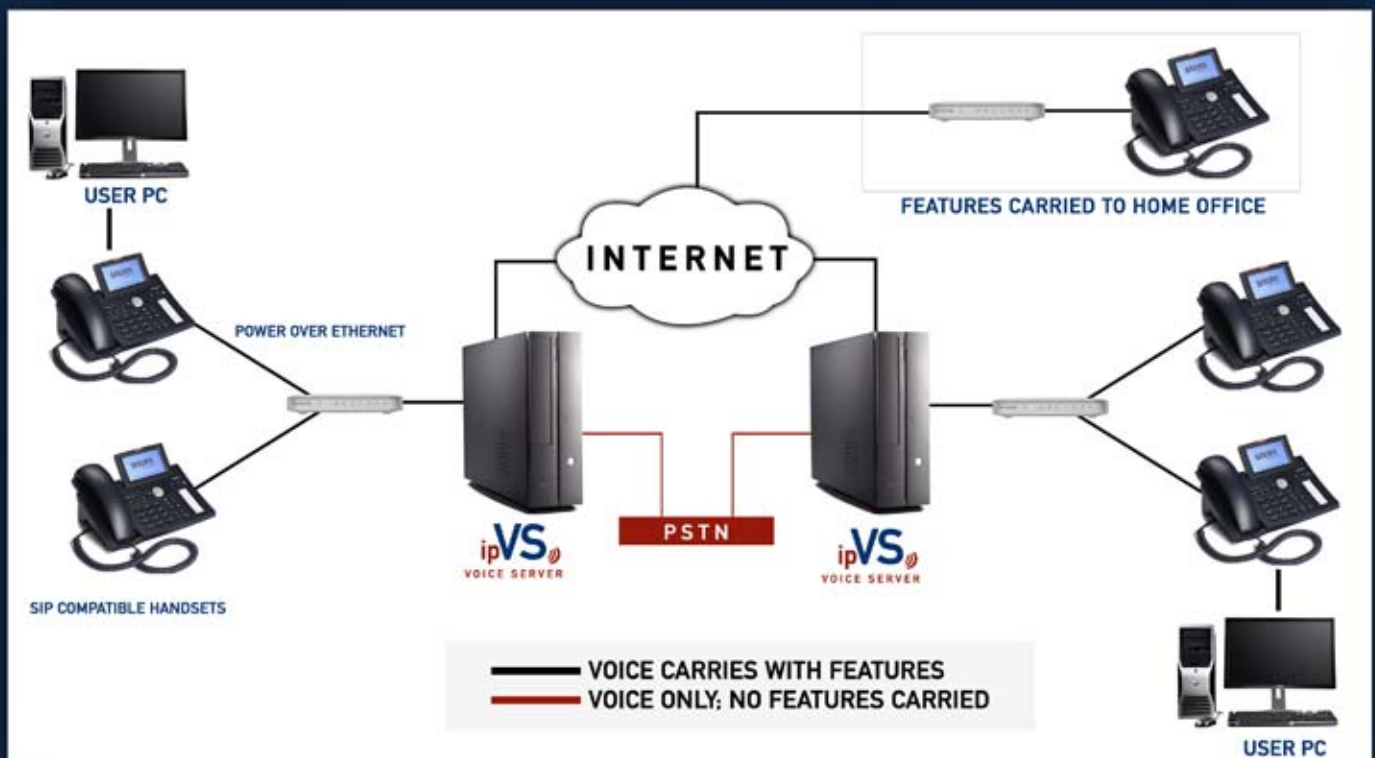 USER PC
FEATURES CARRIED TO HOME OFFICE
INTERNET
POWER OVER ETHERNET
PSTN
ipVS
VOICE SERVER
ipVS
VOICE SERVER
SIP COMPATIBLE HANDSETS
VOICE CARRIES WITH FEATURES
VOICE ONLY; NO FEATURES CARRIED
USER PC